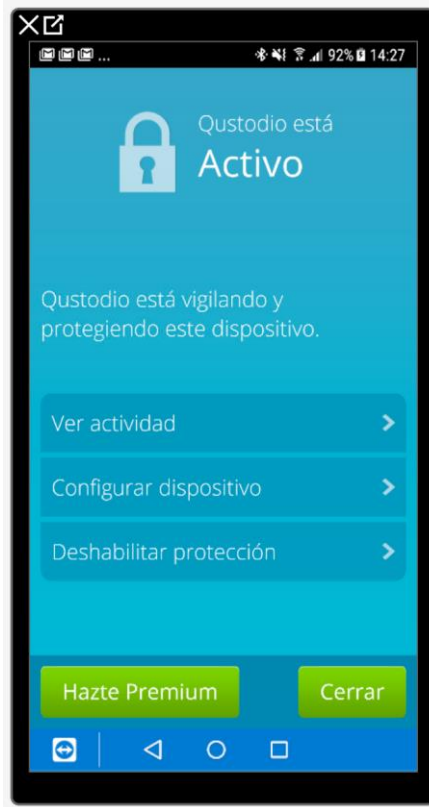 ... 92% 14:27
Qustodio está
Activo
Qustodio está vigilando y
protegiendo este dispositivo.
Ver actividad
Configurar dispositivo
Deshabilitar protección
Hazte Premium
Cerrar